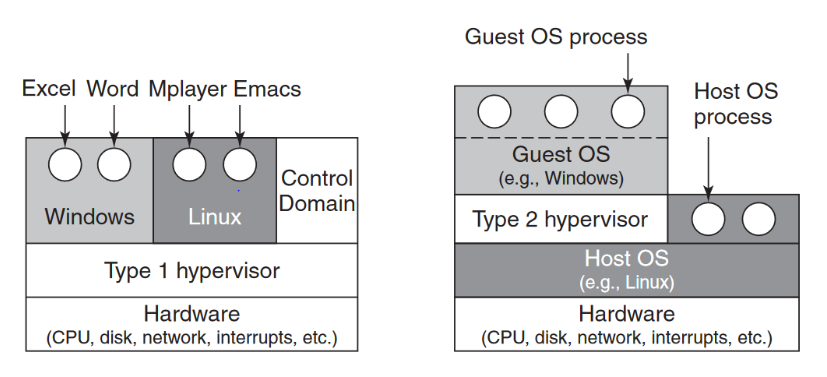 Excel Word Mplayer Emacs
Windows
Linux
Control
Domain
Type 1 hypervisor
Hardware
(CPU, disk, network, interrupts, etc.)
Guest OS process
Host OS
process
Guest OS
(e.g., Windows)
Type 2 hypervisor
Host OS
(e.g., Linux)
Hardware
(CPU, disk, network, interrupts, etc.)